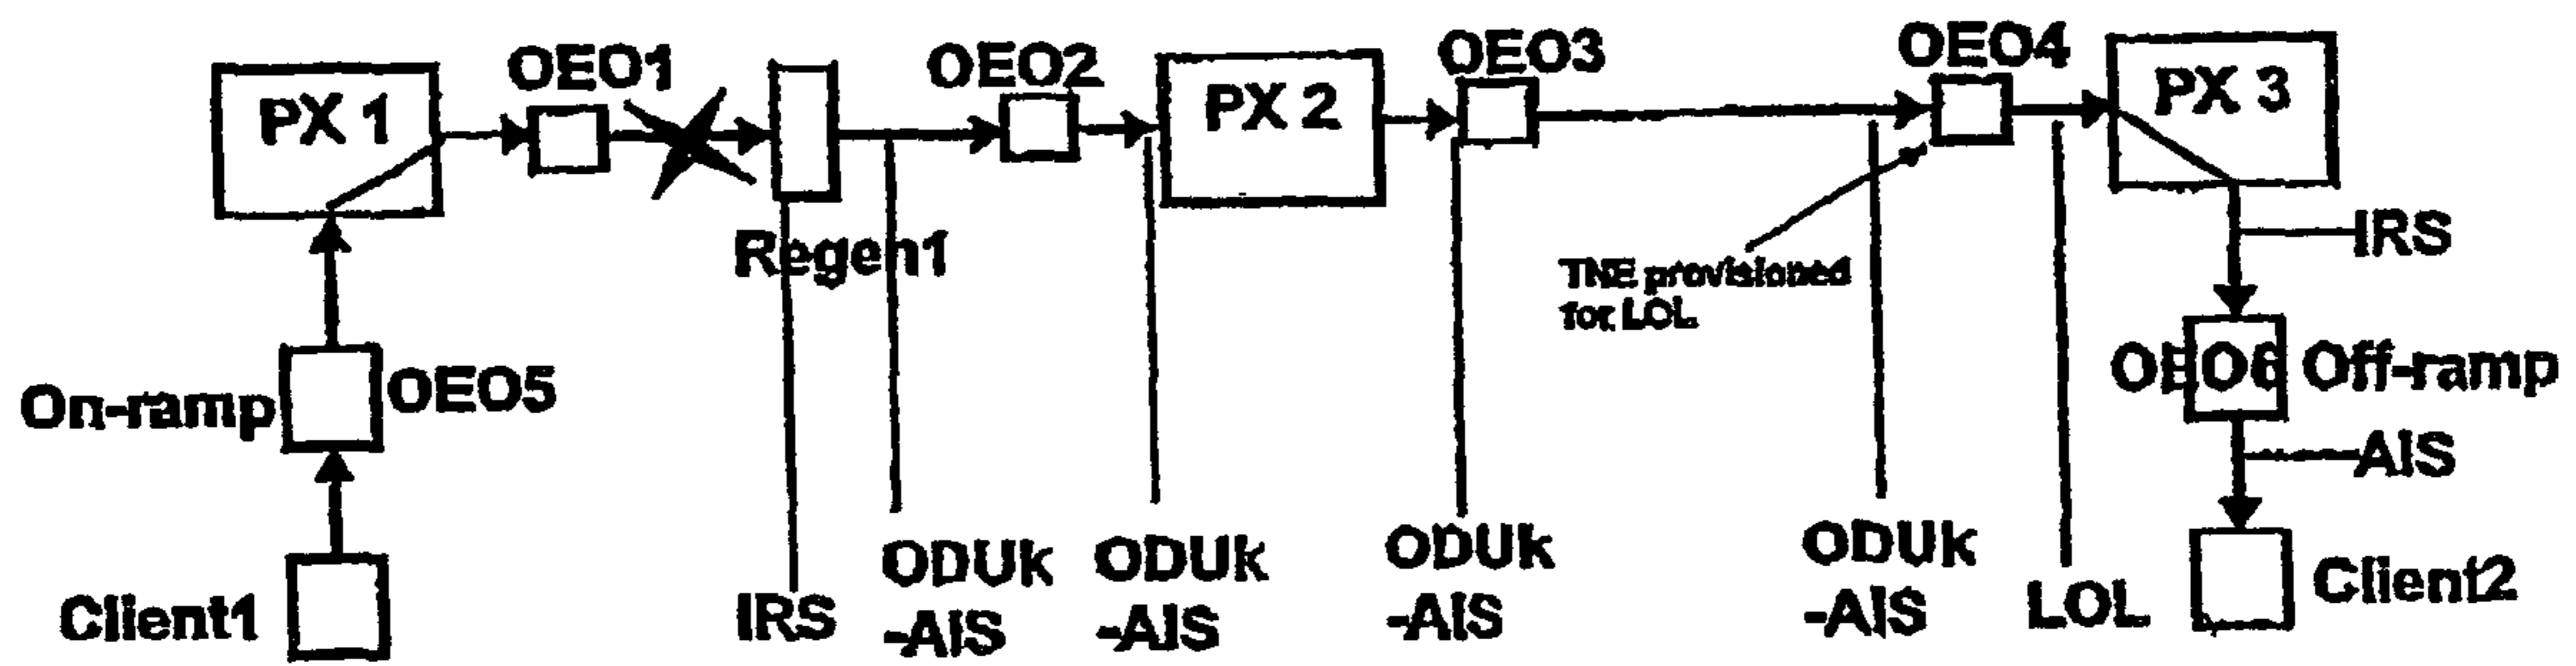 PX 1
OEO1
OEO2
PX 2
OEO3
OEO4
PX 3
Regen1
IRS
TNE provisioned
for LOL
On-ramp
OEO5
OEO6
Off-ramp
AIS
Client1
IRS
ODUk
-AIS
ODUk
-AIS
ODUk
-AIS
ODUk
-AIS
LOL
Client2